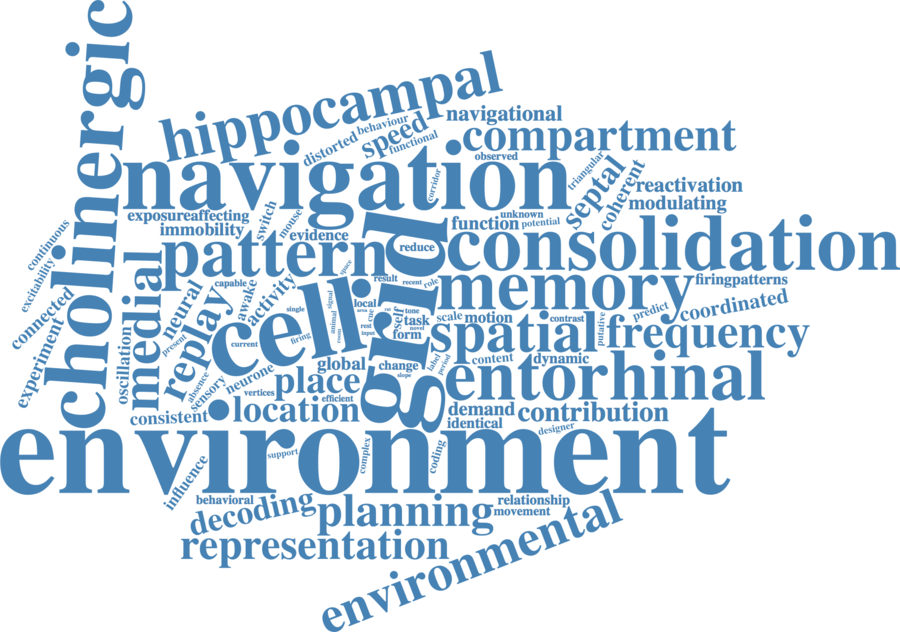 cholinergic
hippocampal
navigational
distorted
behaviour
speed
functional
compartment
navigation
observed
corridor
triangular
septal
coherent
reactivation
modulating
exposureaffecting
switch
mouse
immobility
evidence
function
unknown
potential
continuous
excitability
connected
experiment
pattern
reduce
grid
consolidation
space
capable
result
recent
role
memory
firingpatterns
medial
oscillation
neural
present
replay
awake
activity
cell
single
signal
local
area
cue
self
tone
task
novel
form
scale
motion
contrast
putative
predict
coordinated
spatial
frequency
current
firing
animal
room
rest
input
global
change
slope
label
period
content
dynamic
absence
sensory
neurone
vertices
place
efficient
entorhinal
consistent
location
demand
identical
contribution
designer
environment
influence
support
complex
coding
behavioral
decoding
planning
relationship
movement
representation
environmental